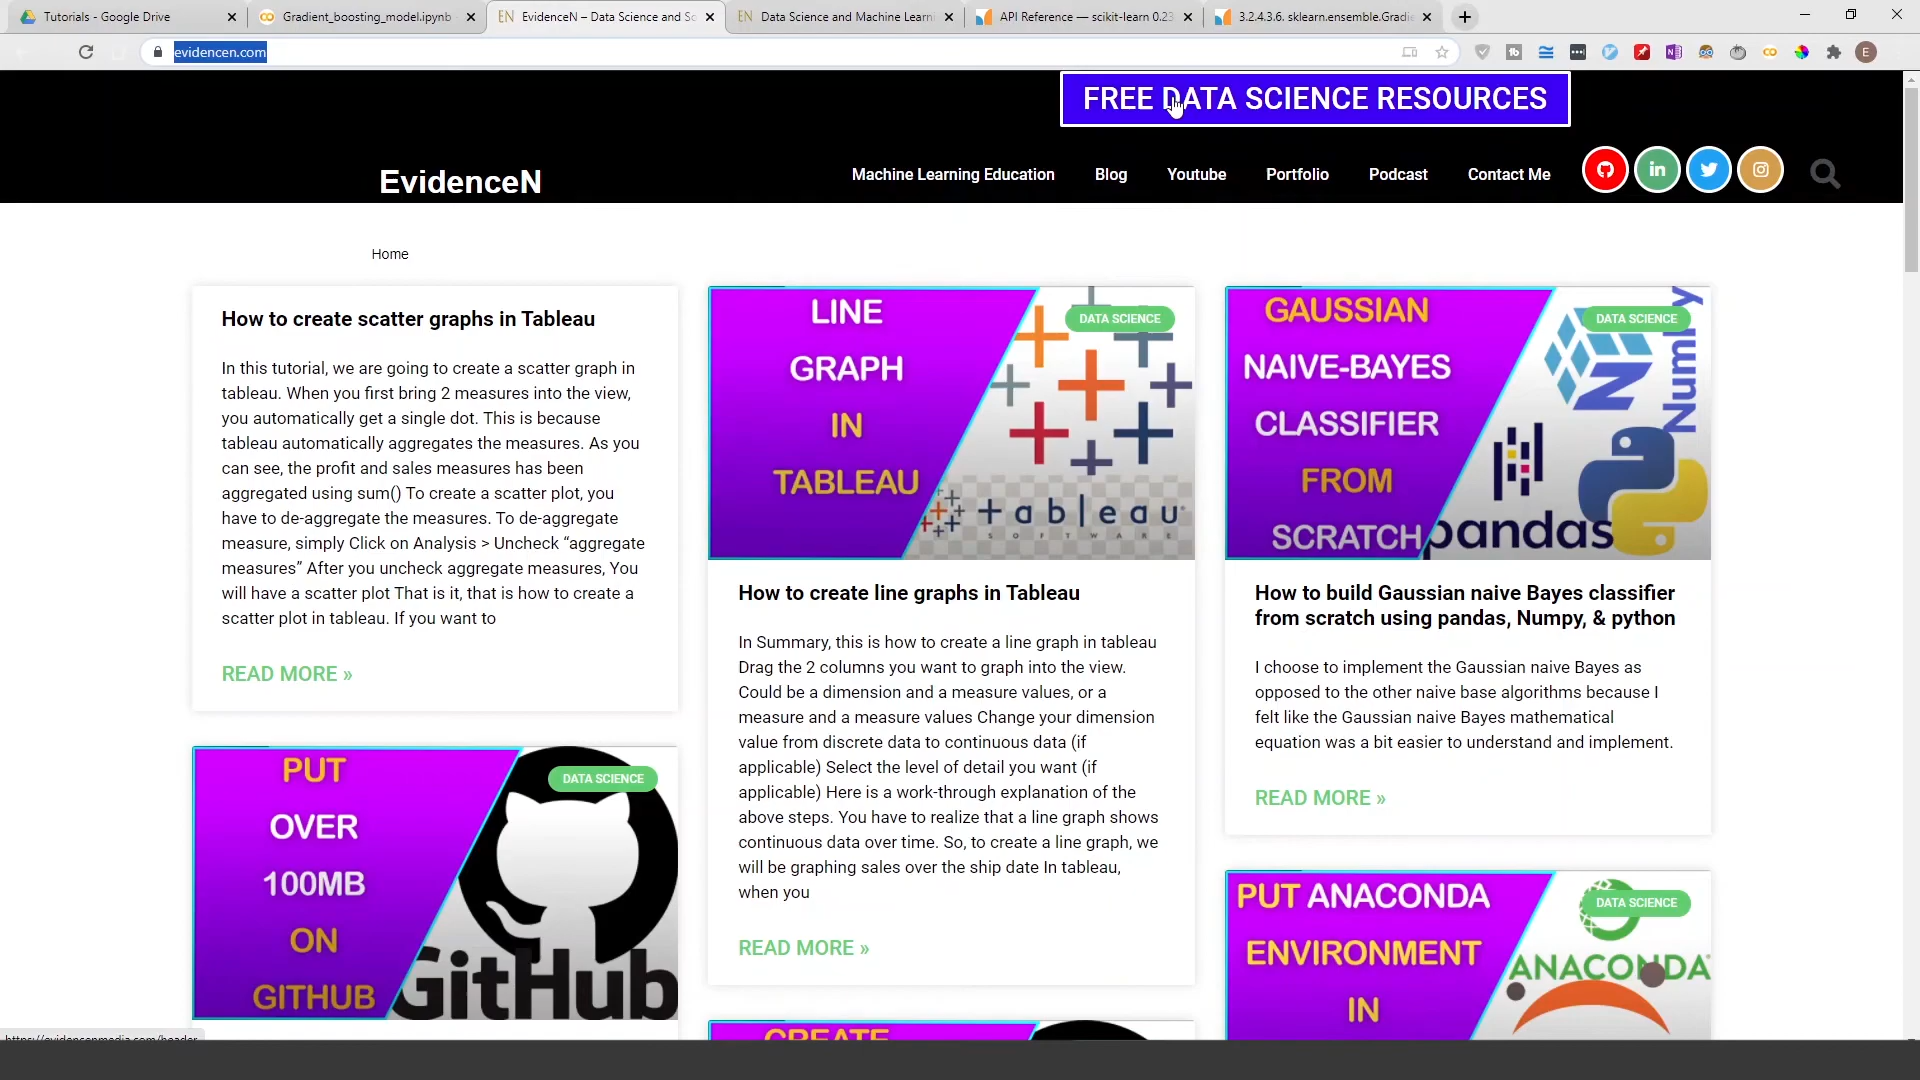 Tutorials - Google Drive
Gradient_boosting_model.ipynb
EN EvidenceN – Data Science and Sc
EN Data Science and Machine Learni
API Reference — scikit-learn 0.23
3.2.4.3.6. sklearn.ensemble.Gradie
evidencen.com
E
FREE DATA SCIENCE RESOURCES
EvidenceN
Machine Learning Education
Blog
Youtube
Portfolio
Podcast
Contact Me
in
Home
How to create scatter graphs in Tableau
In this tutorial, we are going to create a scatter graph in
tableau. When you first bring 2 measures into the view,
you automatically get a single dot. This is because
tableau automatically aggregates the measures. As you
can see, the profit and sales measures has been
aggregated using sum() To create a scatter plot, you
have to de-aggregate the measures. To de-aggregate
measure, simply Click on Analysis > Uncheck “aggregate
measures” After you uncheck aggregate measures, You
will have a scatter plot That is it, that is how to create a
scatter plot in tableau. If you want to
READ MORE »
PUT
OVER
100MB
ON
GITHUB
DATA SCIENCE
GitHub
LINE
GRAPH
IN
TABLEAU
DATA SCIENCE
+ a b | e a u
S O F T W A R E
How to create line graphs in Tableau
In Summary, this is how to create a line graph in tableau
Drag the 2 columns you want to graph into the view.
Could be a dimension and a measure values, or a
measure and a measure values Change your dimension
value from discrete data to continuous data (if
applicable) Select the level of detail you want (if
applicable) Here is a work-through explanation of the
above steps. You have to realize that a line graph shows
continuous data over time. So, to create a line graph, we
will be graphing sales over the ship date In tableau,
when you
READ MORE »
CREATE
GAUSSIAN
NAIVE-BAYES
CLASSIFIER
FROM
SCRATCH
DATA SCIENCE
NumPy
pandas
How to build Gaussian naive Bayes classifier
from scratch using pandas, Numpy, & python
I choose to implement the Gaussian naive Bayes as
opposed to the other naive base algorithms because I
felt like the Gaussian naive Bayes mathematical
equation was a bit easier to understand and implement.
READ MORE »
PUT ANACONDA
ENVIRONMENT
IN
DATA SCIENCE
ANACONDA